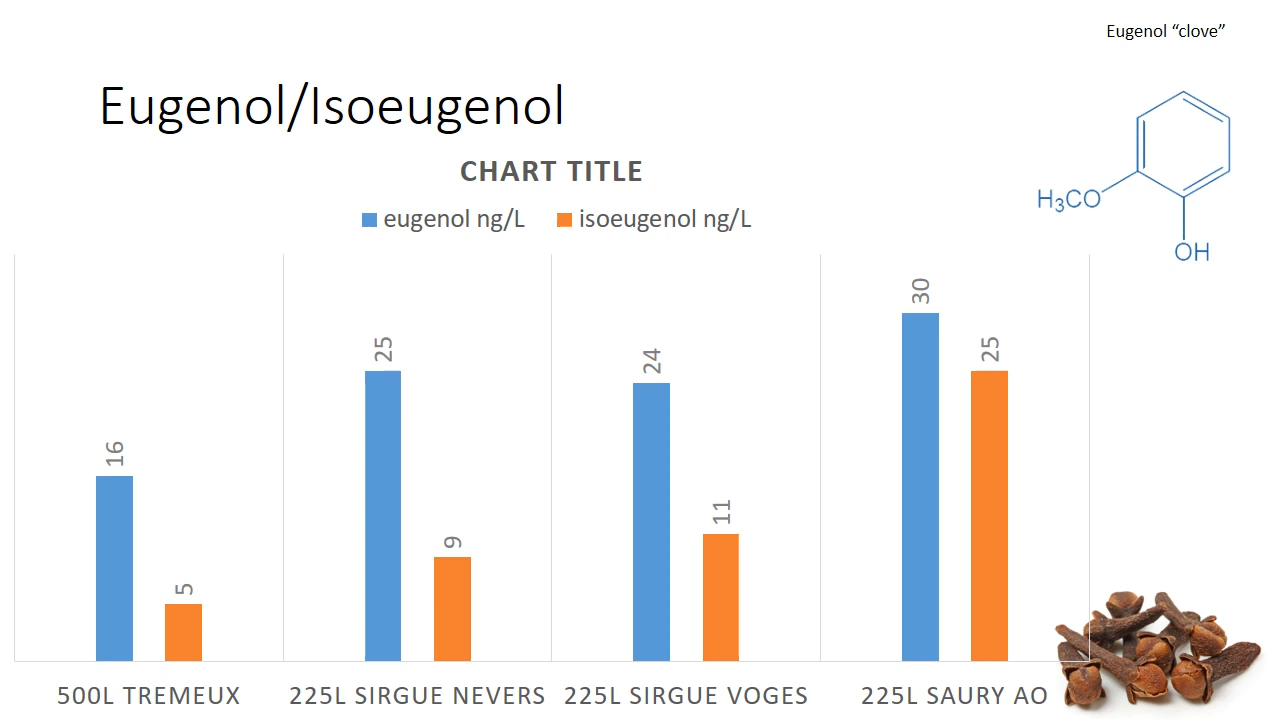 Eugenol “clove”
Eugenol/Isoeugenol
CHART TITLE
eugenol ng/L isoeugenol ng/L
H₃CO
OH
16
5
25
9
24
11
30
25
500L TREMEUX
225L SIRGUE NEVERS
225L SIRGUE VOGES
225L SAURY AO